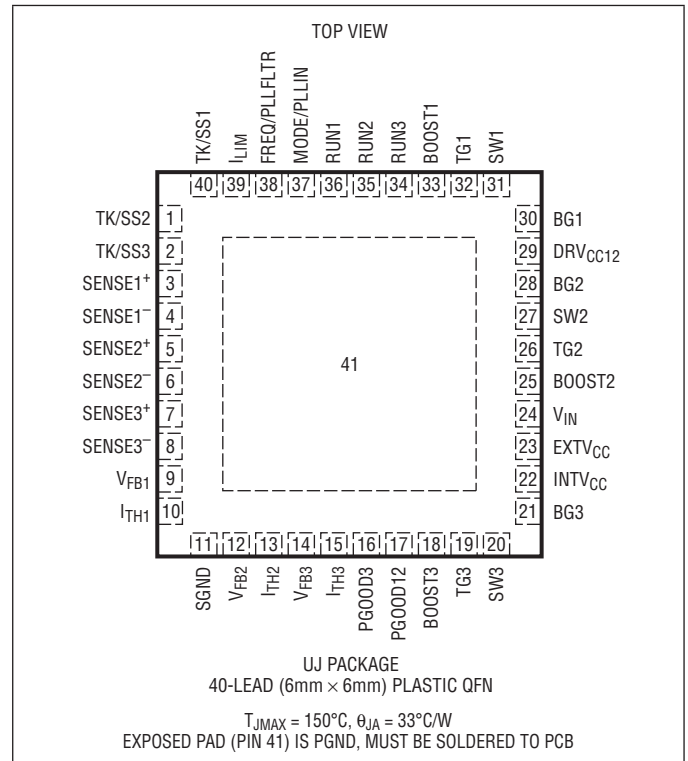 TOP VIEW
TK/SS1
ILIM
FREQ/PLLFLTR
MODE/PLLIN
RUN1
RUN2
RUN3
BOOST1
TG1
SW1
40 39 38 37 36 35 34 33 32 31
TK/SS2 1
TK/SS3 2
SENSE1+ 3
SENSE1– 4
SENSE2+ 5
SENSE2– 6
SENSE3+ 7
SENSE3– 8
VFB1 9
ITH1 10
41
30 BG1
29 DRVCC12
28 BG2
27 SW2
26 TG2
25 BOOST2
24 VIN
23 EXTVCC
22 INTVCC
21 BG3
11 12 13 14 15 16 17 18 19 20
SGND
VFB2
ITH2
VFB3
ITH3
PGOOD3
PGOOD12
BOOST3
TG3
SW3
UJ PACKAGE
40-LEAD (6mm × 6mm) PLASTIC QFN
TJMAX = 150°C, θJA = 33°C/W
EXPOSED PAD (PIN 41) IS PGND, MUST BE SOLDERED TO PCB